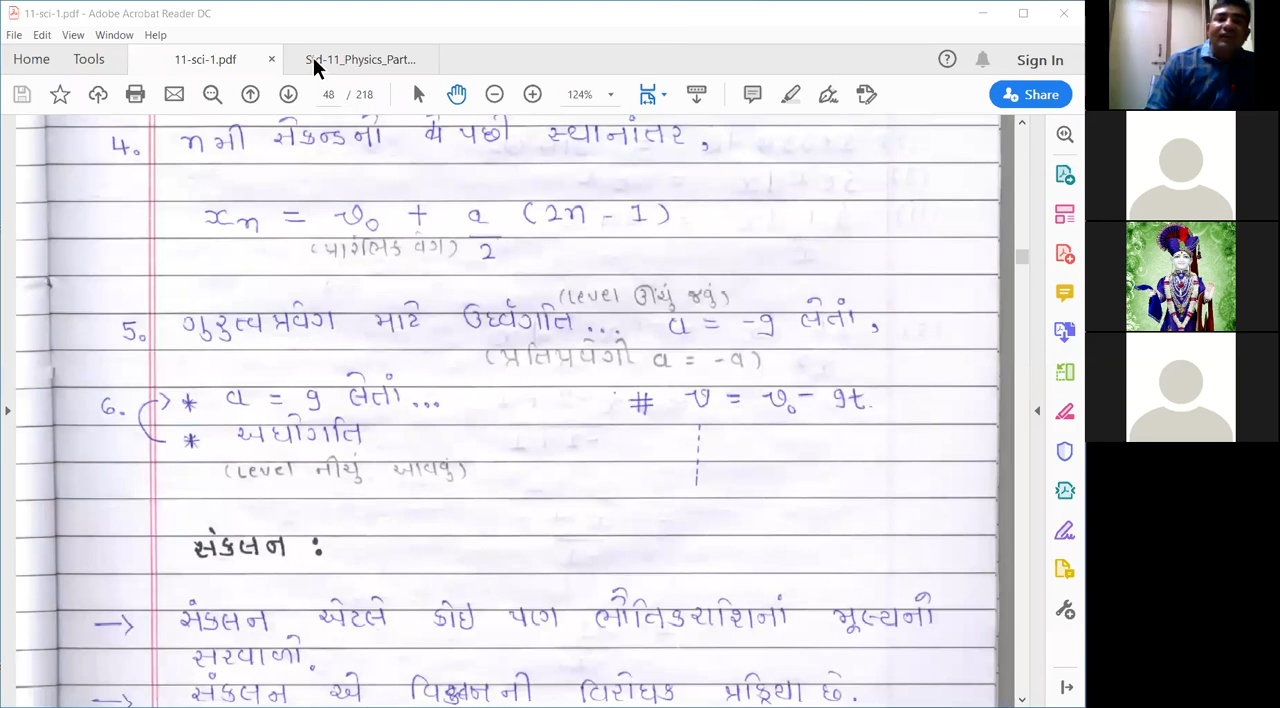 11-sci-1.pdf - Adobe Acrobat Reader DC
File Edit View Window Help
Home Tools 11-sci-1.pdf × Std-11_Physics_Part... Sign In
48 / 218 124% Share
4. n મી સેકન્ડનો વે પછી સ્થાનાંતર,
xn = v₀ + a/2 (2n - 1)
(પ્રારંભિક વેગ)
(Level ઊંચું જવું)
5. ગુરુત્વપ્રવેગ માટે ઉર્ધ્વગતિ... a = -g લેતાં,
(પ્રતિપ્રવેગી a = -a)
6. * a = g લેતાં... # v = v₀ - gt.
* અધોગતિ
(Level નીચું આવવું)
સંકલન :
→ સંકલન એટલે કોઇ પણ ભૌતિકરાશિનાં મૂલ્યનો
સરવાળો.
→ સંકલન એ વિકલનની વિરોધક પ્રક્રિયા છે.